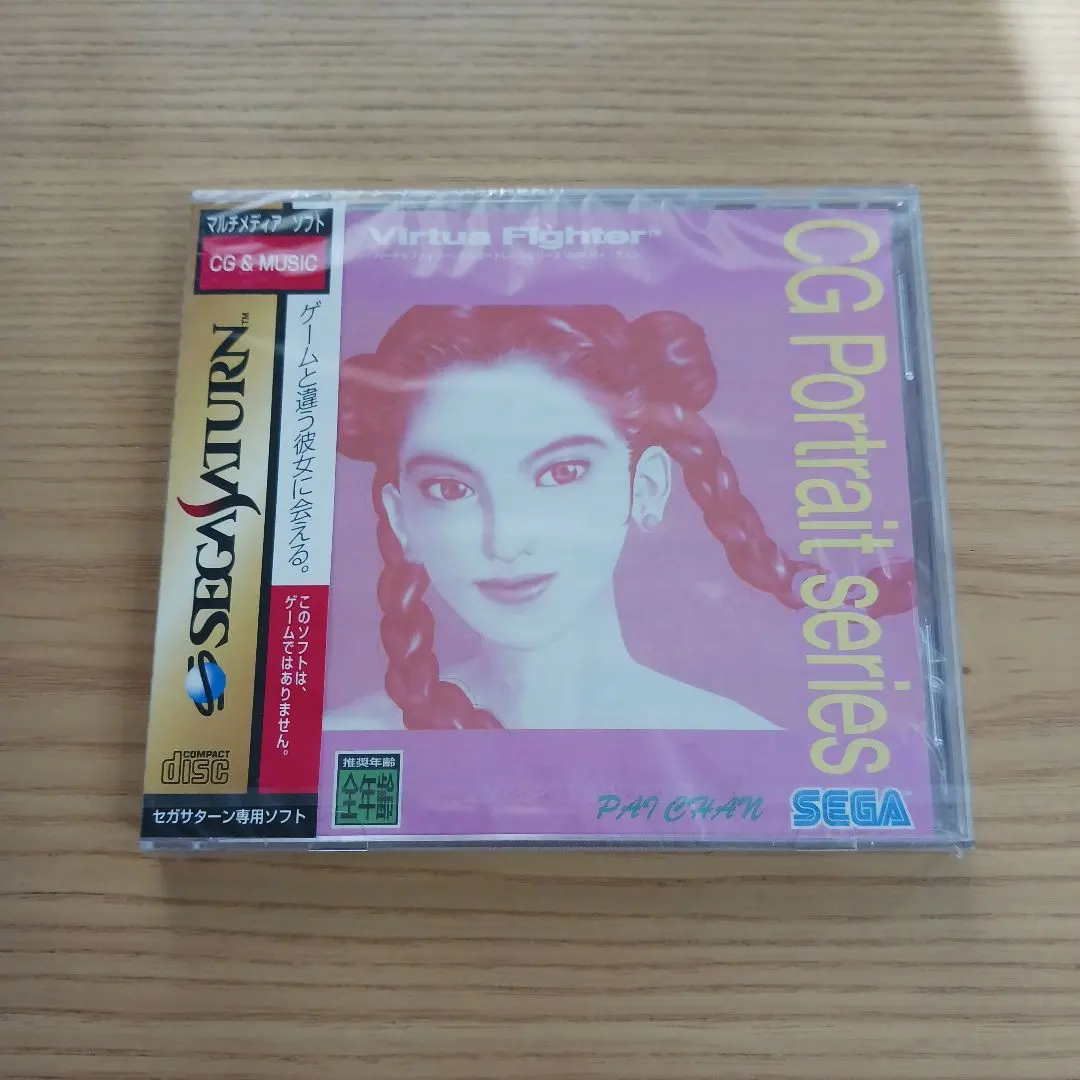 マルチメディア ソフト
CG & MUSIC
SEGA SATURN™
ゲームと違う彼女に会える。
このソフトは、
ゲームではありません。
COMPACT
disc
セガサターン専用ソフト
Virtua Fighter™
CG Portrait series
推奨年齢
全年齢
PAI CHAN
SEGA